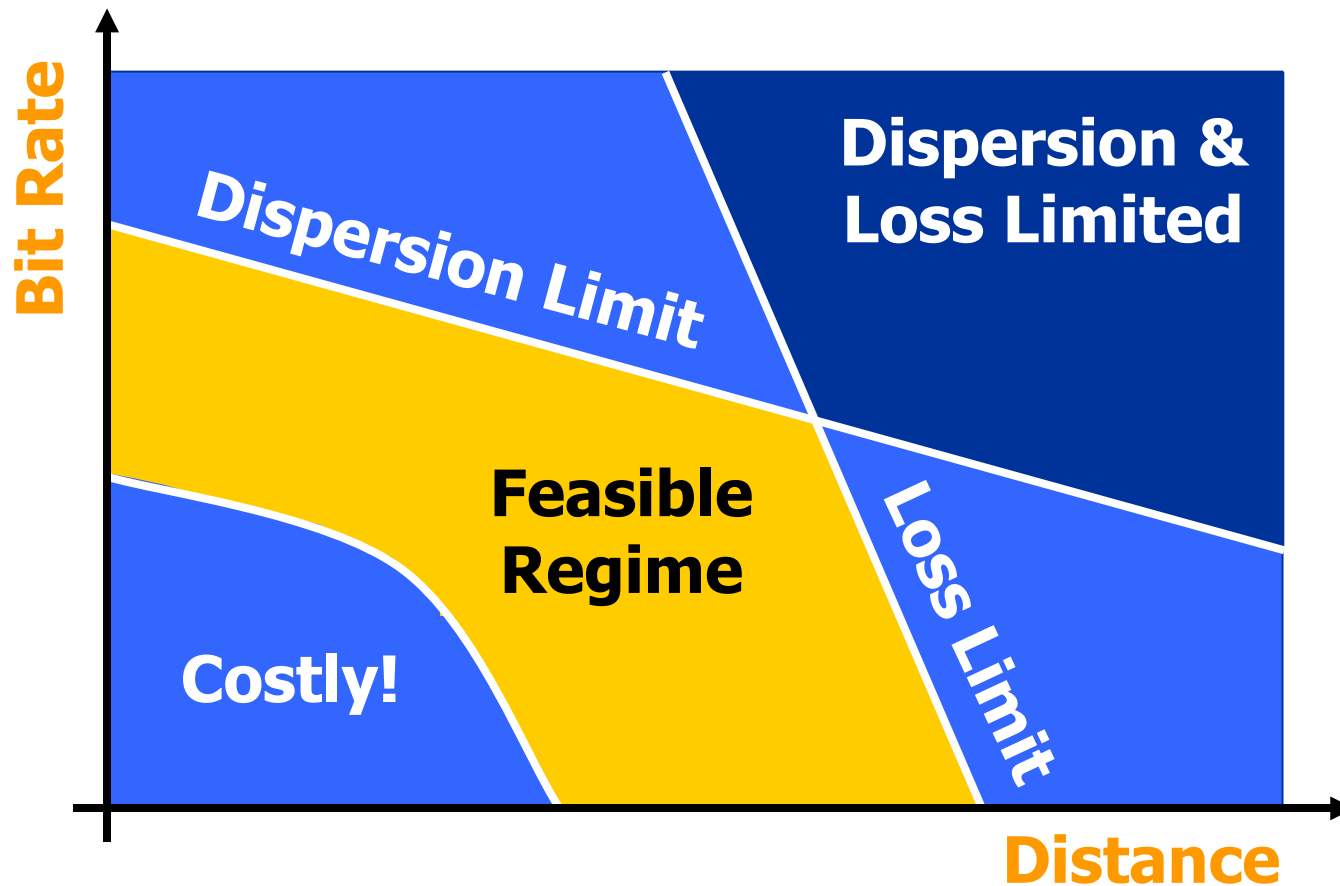 Bit Rate
Dispersion &
Loss Limited
Dispersion Limit
Feasible
Regime
Loss Limit
Costly!
Distance